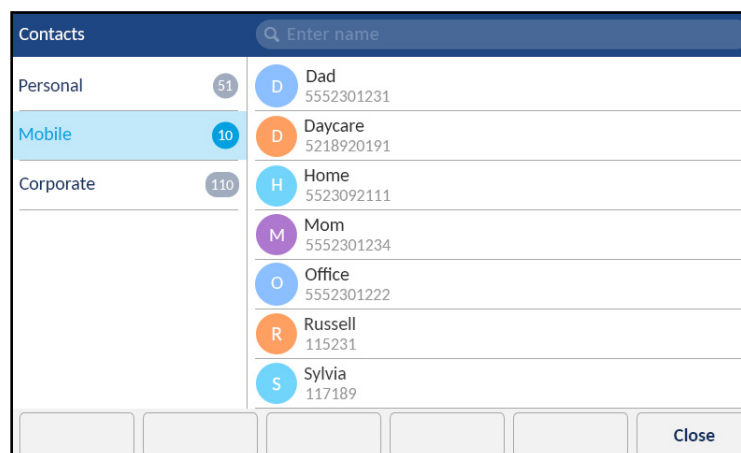 Contacts
Enter name
Personal 51
Mobile 10
Corporate 110
D Dad
5552301231
D Daycare
5218920191
H Home
5523092111
M Mom
5552301234
O Office
5552301222
R Russell
115231
S Sylvia
117189
Close